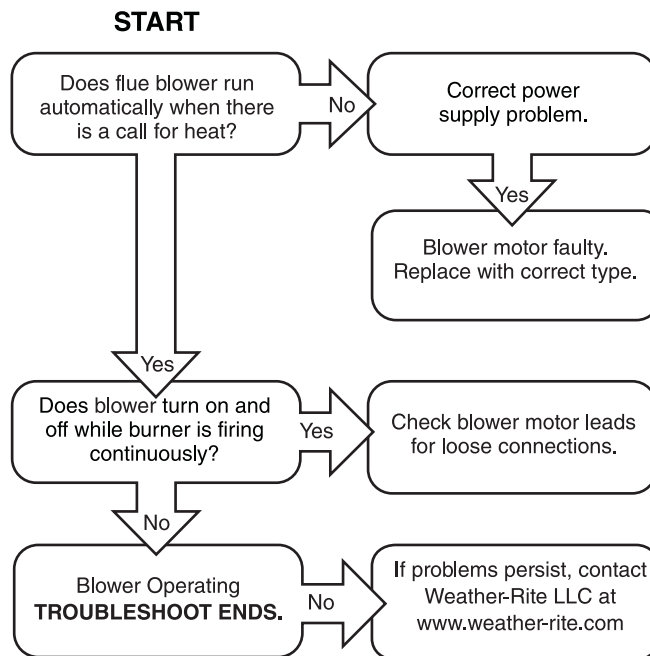 START
Does flue blower run
automatically when there
is a call for heat?
No
Correct power
supply problem.
Yes
Blower motor faulty.
Replace with correct type.
Yes
Does blower turn on and
off while burner is firing
continuously?
Yes
Check blower motor leads
for loose connections.
No
Blower Operating
TROUBLESHOOT ENDS.
No
If problems persist, contact
Weather-Rite LLC at
www.weather-rite.com